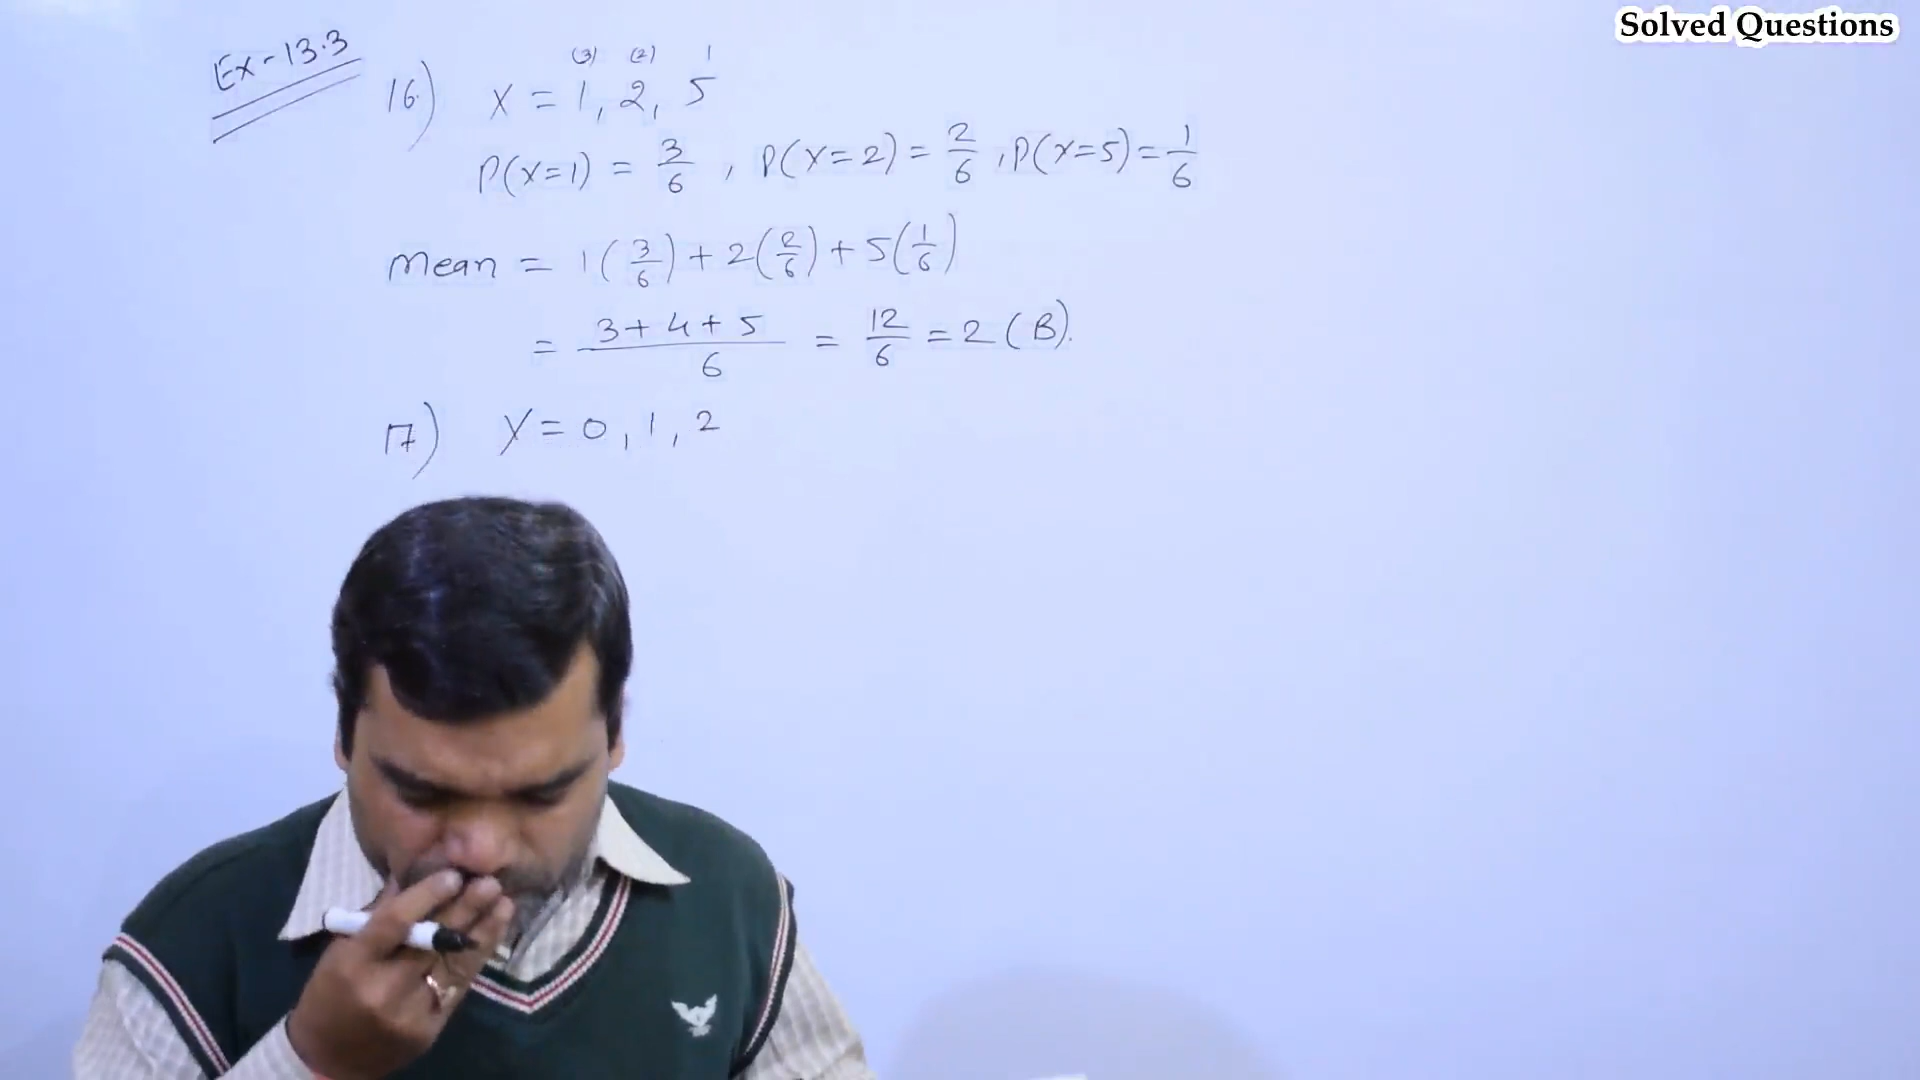 Solved Questions
Ex-13.3
(3) (2) 1
16) X = 1, 2, 5
P(X=1) = 3/6, P(X=2) = 2/6, P(X=5) = 1/6
Mean = 1(3/6) + 2(2/6) + 5(1/6)
= (3+4+5)/6 = 12/6 = 2 (B).
17) X = 0, 1, 2